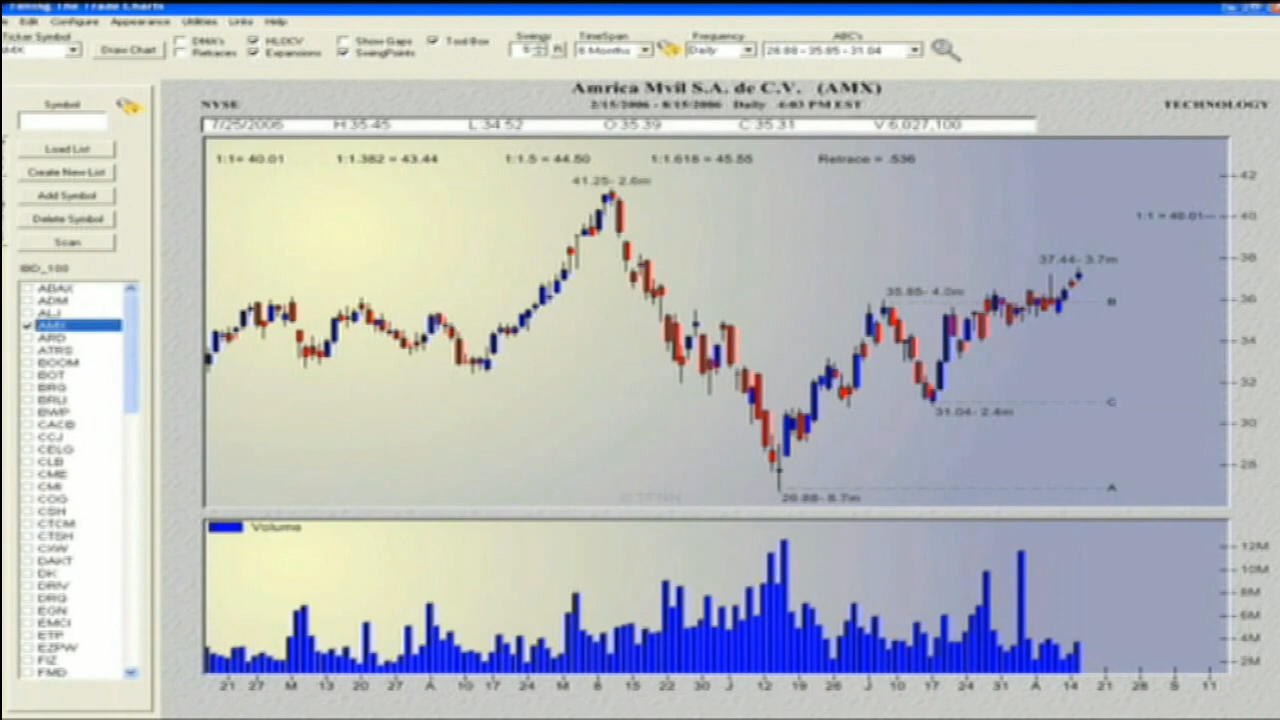 Timing The Trade Charts
Edit Configure Appearance Utilities Links Help
Ticker Symbol
AMX
Draw Chart
DMA's
Retraces
HLOCV
Expansions
Show Gaps
SwingPoints
Tool Box
Swings
TimeSpan
6 Months
Frequency
Daily
ABC's
26.88 - 35.85 - 31.04
Symbol
Load List
Create New List
Add Symbol
Delete Symbol
Scan
IBD_100
ABAX
ADM
ALJ
AMX
ARD
ATRS
BOOM
BOT
BRG
BRLI
BWP
CACB
CCJ
CELG
CLB
CME
CMI
COG
CSH
CTCM
CTSH
CXW
DAKT
DK
DRIV
DRQ
EGN
EMCI
ETP
EZPW
FIZ
FMD
Amrica Mvil S.A. de C.V. (AMX)
NYSE
2/15/2006 - 8/15/2006 Daily 4:03 PM EST
TECHNOLOGY
7/25/2006 H:35.45 L:34.52 O:35.39 C:35.31 V:6,027,100
1:1= 40.01 1:1.382 = 43.44 1:1.5 = 44.50 1:1.618 = 45.55 Retrace = .536
41.25- 2.6m
42
1:1 = 40.01
40
37.44- 3.7m
38
35.85- 4.0m
B
36
34
32
31.04- 2.4m
C
30
28
26.88- 6.7m
A
Volume
12M
10M
8M
6M
4M
2M
21 27 M 13 20 27 A 10 17 24 M 8 15 22 30 J 12 19 26 J 10 17 24 31 A 14 21 28 S 11